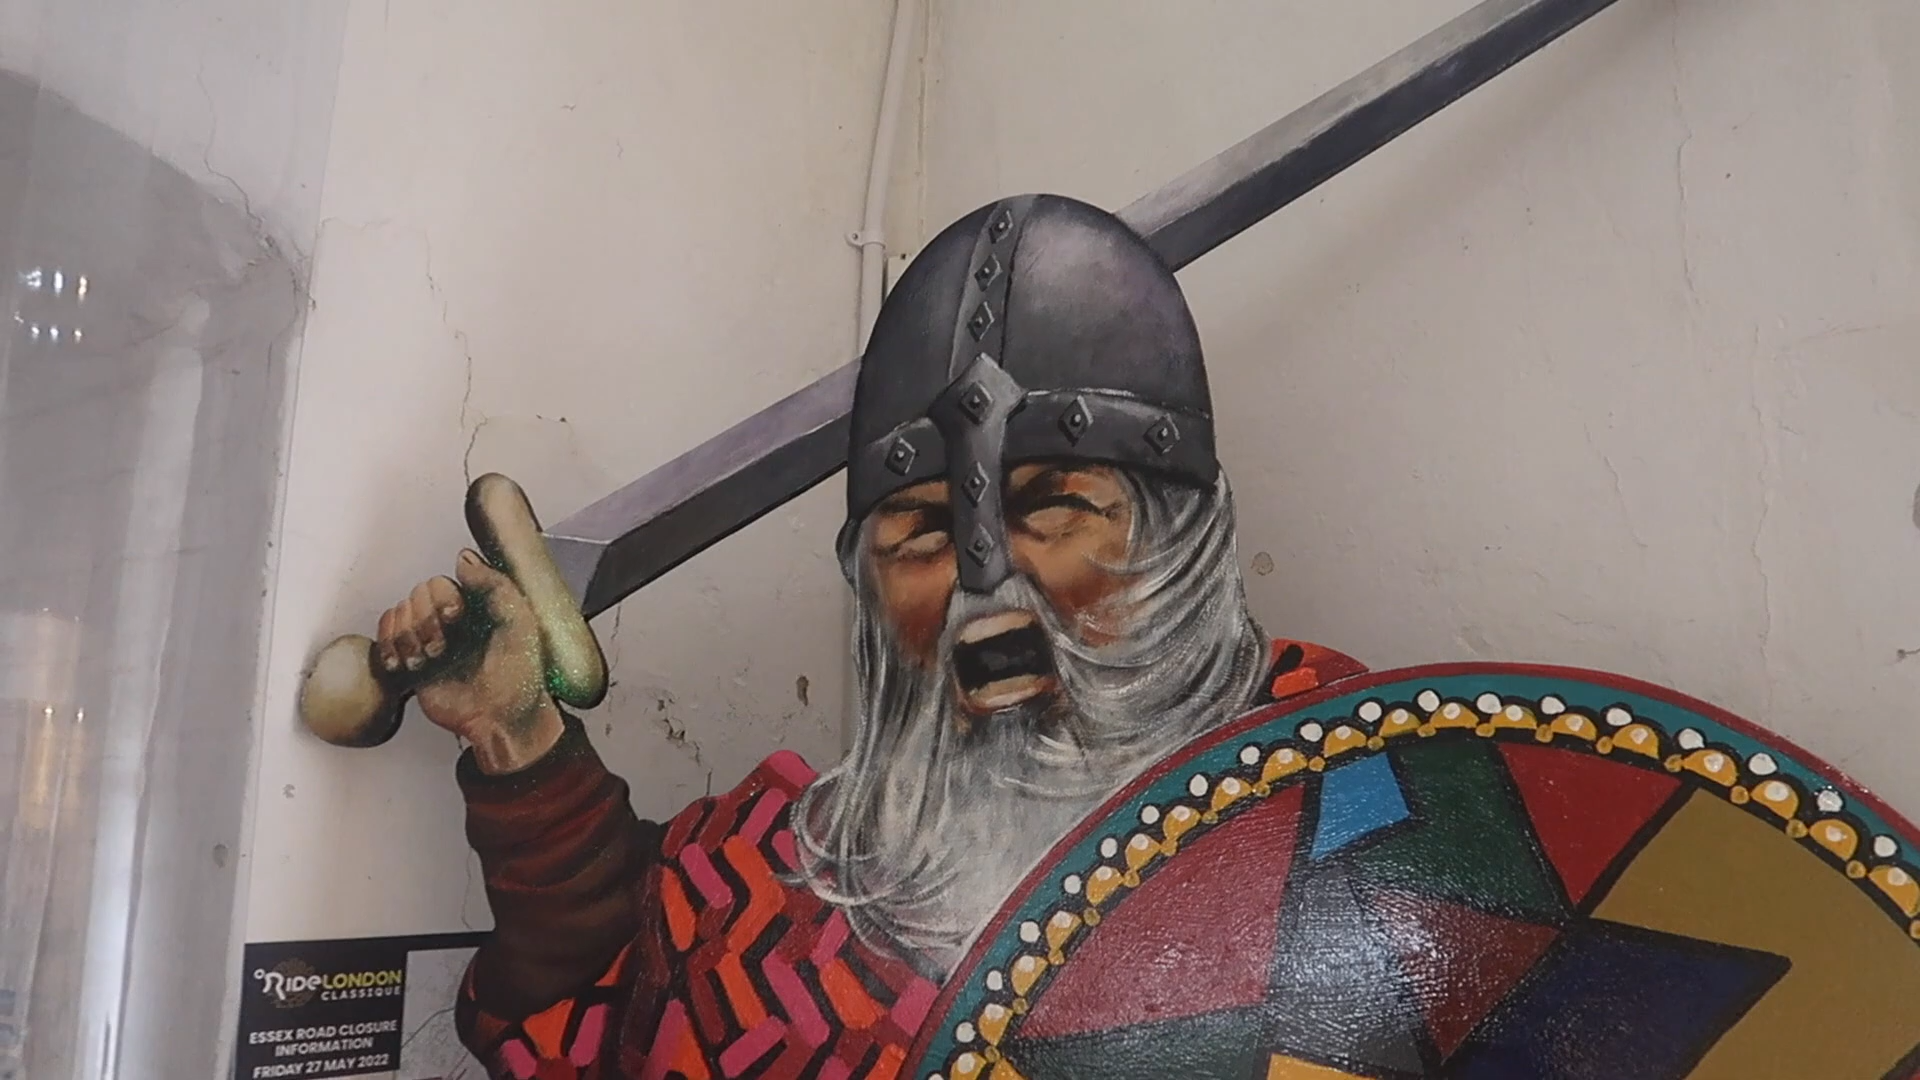 RIDELONDON
CLASSIQUE
ESSEX ROAD CLOSURE
INFORMATION
FRIDAY 27 MAY 2022